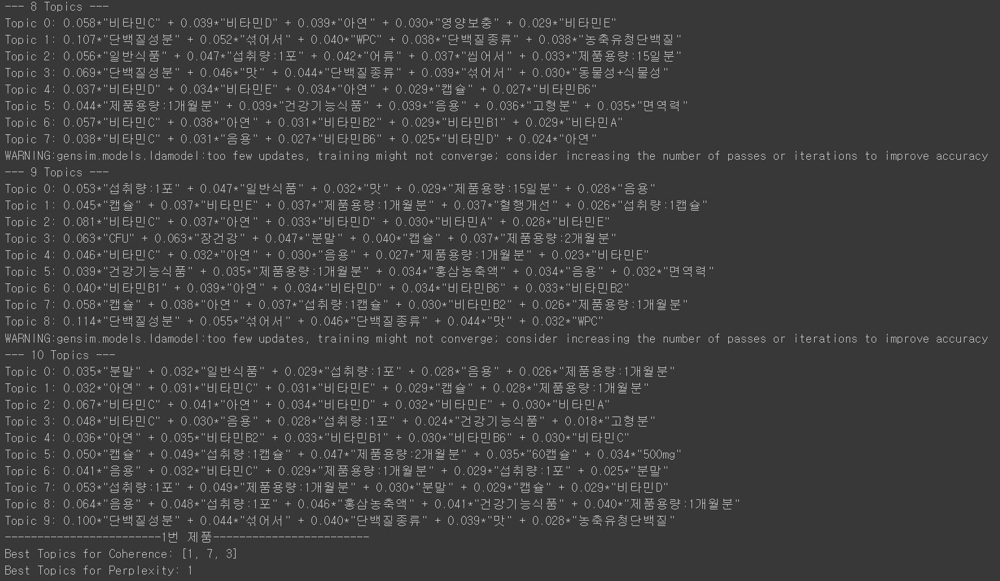 --- 8 Topics ---
Topic 0: 0.058*"비타민C" + 0.039*"비타민D" + 0.039*"아연" + 0.030*"영양보충" + 0.029*"비타민E"
Topic 1: 0.107*"단백질성분" + 0.052*"섞어서" + 0.040*"WPC" + 0.038*"단백질종류" + 0.038*"농축유청단백질"
Topic 2: 0.056*"일반식품" + 0.047*"섭취량:1포" + 0.042*"어류" + 0.037*"씹어서" + 0.033*"제품용량:15일분"
Topic 3: 0.069*"단백질성분" + 0.046*"맛" + 0.044*"단백질종류" + 0.039*"섞어서" + 0.030*"동물성+식물성"
Topic 4: 0.037*"비타민D" + 0.034*"비타민E" + 0.034*"아연" + 0.029*"캡슐" + 0.027*"비타민B6"
Topic 5: 0.044*"제품용량:1개월분" + 0.039*"건강기능식품" + 0.039*"음용" + 0.036*"고형분" + 0.035*"면역력"
Topic 6: 0.057*"비타민C" + 0.038*"아연" + 0.031*"비타민B2" + 0.029*"비타민B1" + 0.029*"비타민A"
Topic 7: 0.038*"비타민C" + 0.031*"음용" + 0.027*"비타민B6" + 0.025*"비타민D" + 0.024*"아연"
WARNING:gensim.models.ldamodel:too few updates, training might not converge; consider increasing the number of passes or iterations to improve accuracy
--- 9 Topics ---
Topic 0: 0.053*"섭취량:1포" + 0.047*"일반식품" + 0.032*"맛" + 0.029*"제품용량:15일분" + 0.028*"음용"
Topic 1: 0.045*"캡슐" + 0.037*"비타민E" + 0.037*"제품용량:1개월분" + 0.037*"혈행개선" + 0.026*"섭취량:1캡슐"
Topic 2: 0.081*"비타민C" + 0.037*"아연" + 0.033*"비타민D" + 0.030*"비타민A" + 0.028*"비타민E"
Topic 3: 0.063*"CFU" + 0.063*"장건강" + 0.047*"분말" + 0.040*"캡슐" + 0.037*"제품용량:2개월분"
Topic 4: 0.046*"비타민C" + 0.032*"아연" + 0.030*"음용" + 0.027*"제품용량:1개월분" + 0.023*"비타민E"
Topic 5: 0.039*"건강기능식품" + 0.035*"제품용량:1개월분" + 0.034*"홍삼농축액" + 0.034*"음용" + 0.032*"면역력"
Topic 6: 0.040*"비타민B1" + 0.039*"아연" + 0.034*"비타민D" + 0.034*"비타민B6" + 0.033*"비타민B2"
Topic 7: 0.058*"캡슐" + 0.038*"아연" + 0.037*"섭취량:1캡슐" + 0.030*"비타민B2" + 0.026*"제품용량:1개월분"
Topic 8: 0.114*"단백질성분" + 0.055*"섞어서" + 0.046*"단백질종류" + 0.044*"맛" + 0.032*"WPC"
WARNING:gensim.models.ldamodel:too few updates, training might not converge; consider increasing the number of passes or iterations to improve accuracy
--- 10 Topics ---
Topic 0: 0.035*"분말" + 0.032*"일반식품" + 0.029*"섭취량:1포" + 0.028*"음용" + 0.026*"제품용량:1개월분"
Topic 1: 0.032*"아연" + 0.031*"비타민C" + 0.031*"비타민E" + 0.029*"캡슐" + 0.028*"제품용량:1개월분"
Topic 2: 0.067*"비타민C" + 0.041*"아연" + 0.034*"비타민D" + 0.032*"비타민E" + 0.030*"비타민A"
Topic 3: 0.048*"비타민C" + 0.030*"음용" + 0.028*"섭취량:1포" + 0.024*"건강기능식품" + 0.018*"고형분"
Topic 4: 0.036*"아연" + 0.035*"비타민B2" + 0.033*"비타민B1" + 0.030*"비타민B6" + 0.030*"비타민C"
Topic 5: 0.050*"캡슐" + 0.049*"섭취량:1캡슐" + 0.047*"제품용량:2개월분" + 0.035*"60캡슐" + 0.034*"500mg"
Topic 6: 0.041*"음용" + 0.032*"비타민C" + 0.029*"제품용량:1개월분" + 0.029*"섭취량:1포" + 0.025*"분말"
Topic 7: 0.053*"섭취량:1포" + 0.049*"제품용량:1개월분" + 0.030*"분말" + 0.029*"캡슐" + 0.029*"비타민D"
Topic 8: 0.064*"음용" + 0.048*"섭취량:1포" + 0.046*"홍삼농축액" + 0.041*"건강기능식품" + 0.040*"제품용량:1개월분"
Topic 9: 0.100*"단백질성분" + 0.044*"섞어서" + 0.040*"단백질종류" + 0.039*"맛" + 0.028*"농축유청단백질"
------------------------1번 제품------------------------
Best Topics for Coherence: [1, 7, 3]
Best Topics for Perplexity: 1